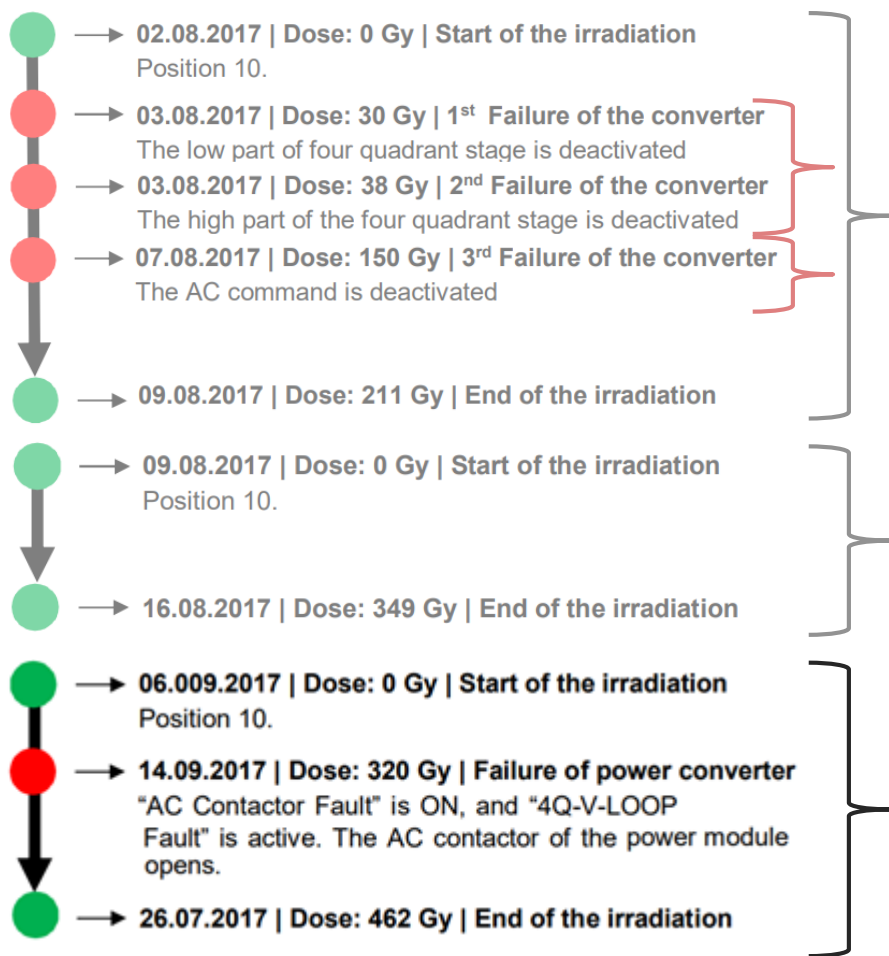 02.08.2017 | Dose: 0 Gy | Start of the irradiation
Position 10.
03.08.2017 | Dose: 30 Gy | 1st Failure of the converter
The low part of four quadrant stage is deactivated
03.08.2017 | Dose: 38 Gy | 2nd Failure of the converter
The high part of the four quadrant stage is deactivated
07.08.2017 | Dose: 150 Gy | 3rd Failure of the converter
The AC command is deactivated
09.08.2017 | Dose: 211 Gy | End of the irradiation
09.08.2017 | Dose: 0 Gy | Start of the irradiation
Position 10.
16.08.2017 | Dose: 349 Gy | End of the irradiation
06.009.2017 | Dose: 0 Gy | Start of the irradiation
Position 10.
14.09.2017 | Dose: 320 Gy | Failure of power converter
“AC Contactor Fault” is ON, and “4Q-V-LOOP
Fault” is active. The AC contactor of the power module
opens.
26.07.2017 | Dose: 462 Gy | End of the irradiation